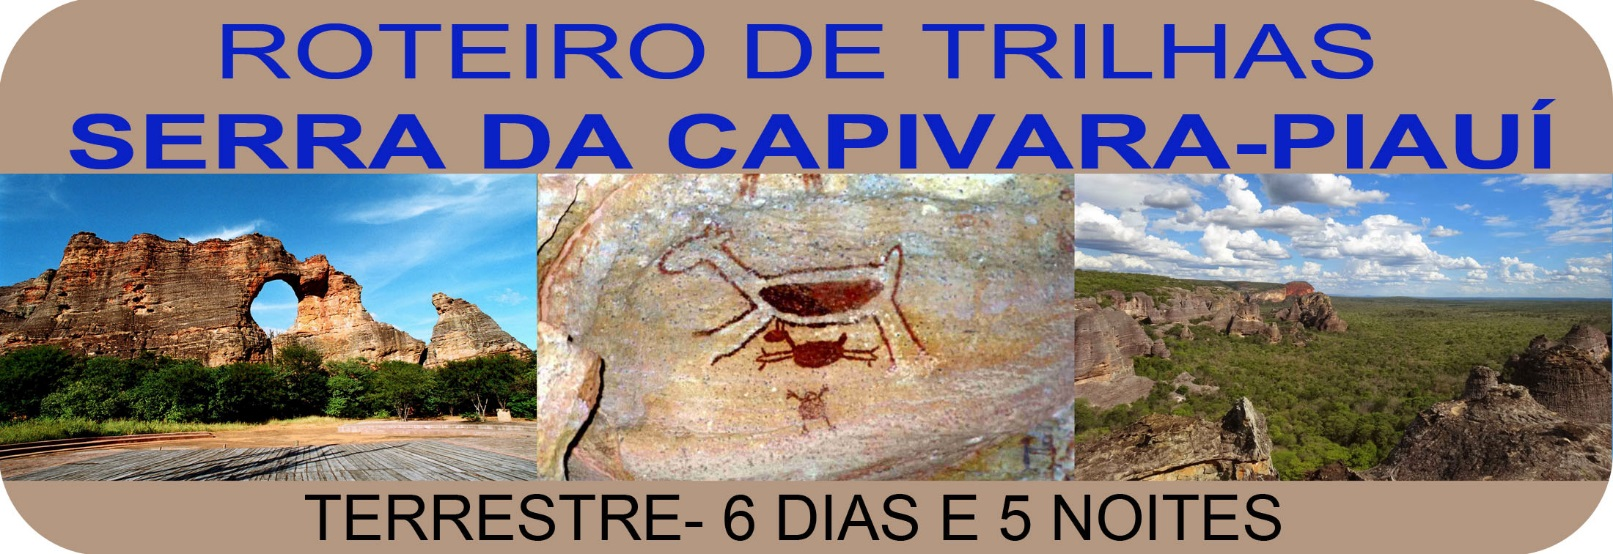 ROTEIRO DE TRILHAS
SERRA DA CAPIVARA-PIAUÍ
TERRESTRE- 6 DIAS E 5 NOITES